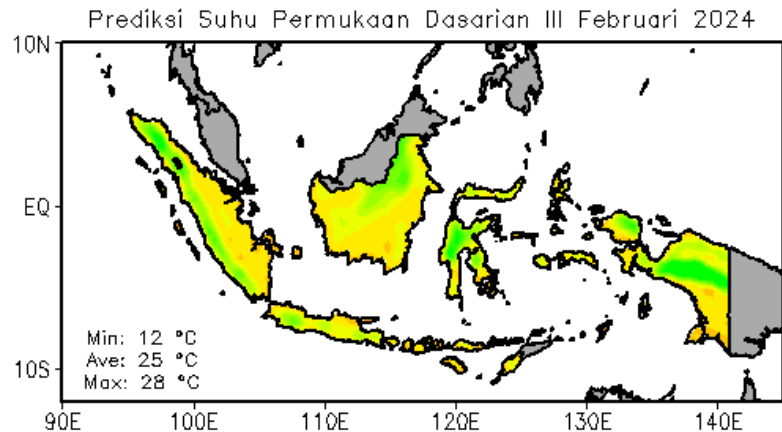 Prediksi Suhu Permukaan Dasarian III Februari 2024
10N
EQ
10S
Min: 12 °C
Ave: 25 °C
Max: 28 °C
90E 100E 110E 120E 130E 140E